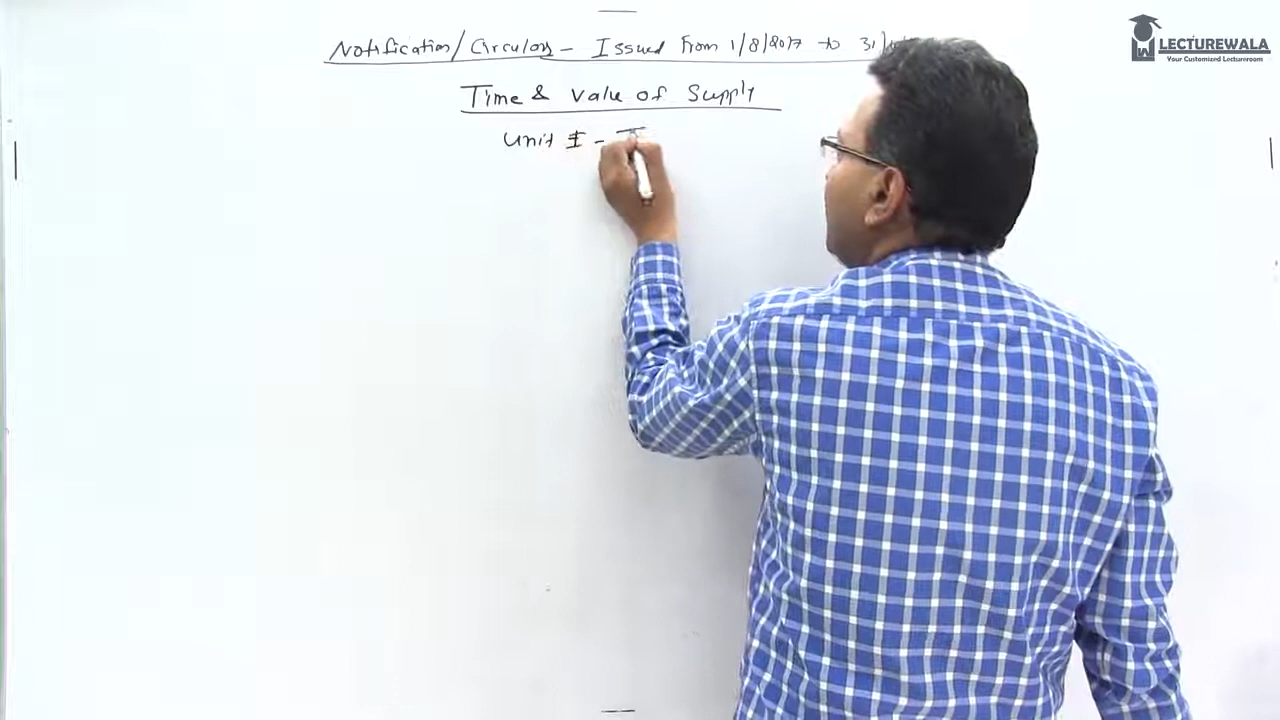 Notification/Circulars - Issued from 1/8/2017 to 31/
Time & Value of Supply
Unit I - T
LECTUREWALA
Your Customized Lectureroom